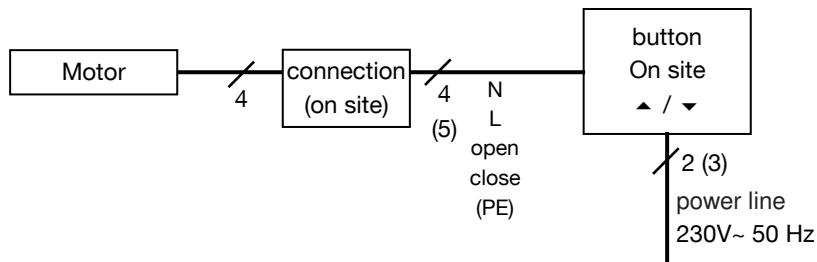 Motor
4
connection
(on site)
4
(5)
N
L
open
close
(PE)
button
On site
▲ / ▼
2 (3)
power line
230V~ 50 Hz